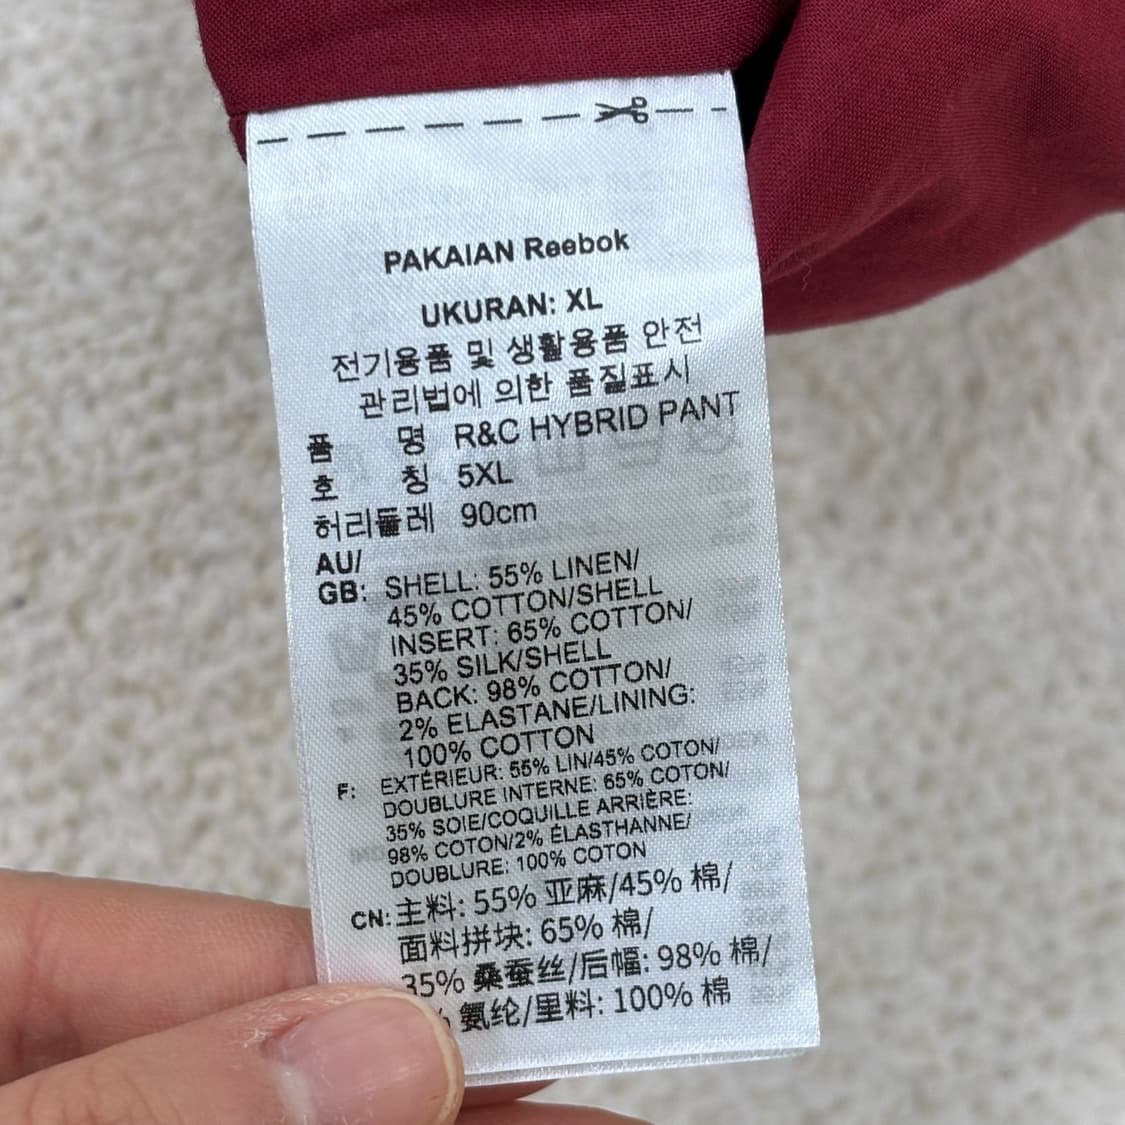 PAKAIAN Reebok
UKURAN: XL
전기용품 및 생활용품 안전
관리법에 의한 품질표시
품 명 R&C HYBRID PANT
호 칭 5XL
허리둘레 90cm
AU/
GB: SHELL: 55% LINEN/
45% COTTON/SHELL
INSERT: 65% COTTON/
35% SILK/SHELL
BACK: 98% COTTON/
2% ELASTANE/LINING:
100% COTTON
F: EXTÉRIEUR: 55% LIN/45% COTON/
DOUBLURE INTERNE: 65% COTON/
35% SOIE/COQUILLE ARRIÈRE:
98% COTON/2% ÉLASTHANNE/
DOUBLURE: 100% COTON
CN: 主料: 55% 亚麻/45% 棉/
面料拼块: 65% 棉/
35% 桑蚕丝/后幅: 98% 棉/
% 氨纶/里料: 100% 棉